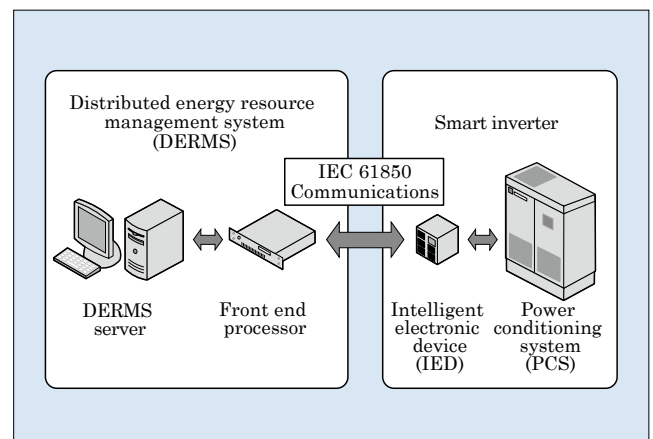 Distributed energy resource
management system
(DERMS)
Smart inverter
IEC 61850
Communications
DERMS
server
Front end
processor
Intelligent
electronic
device
(IED)
Power
conditioning
system
(PCS)